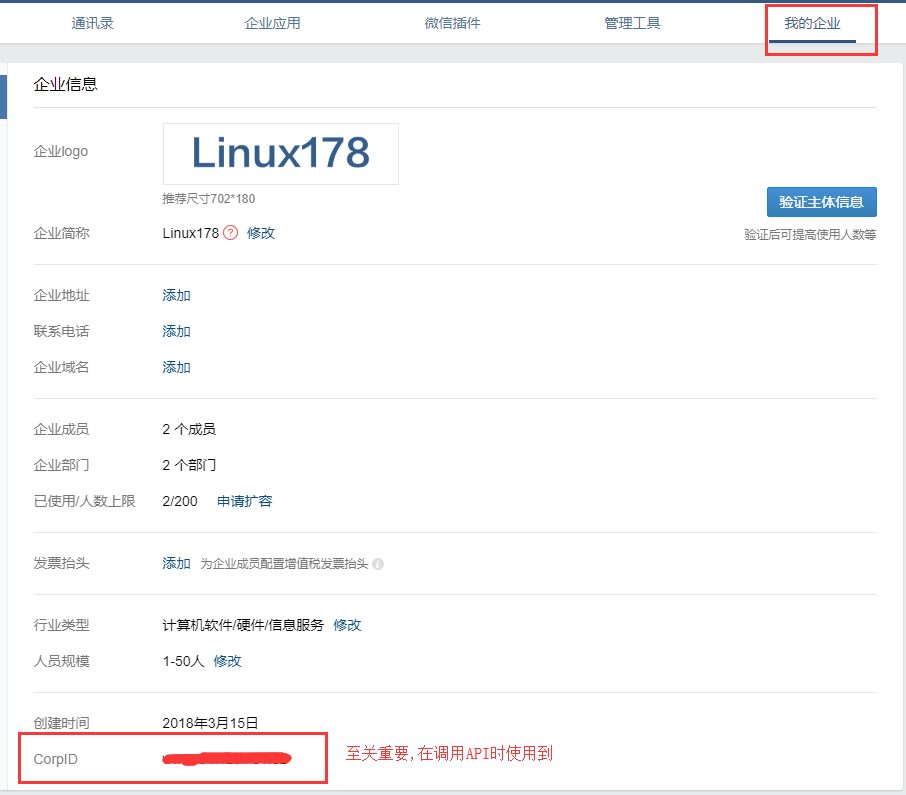 通讯录 企业应用 微信插件 管理工具 我的企业
企业信息
企业logo Linux178
推荐尺寸702*180
验证主体信息
企业简称 Linux178 ? 修改 验证后可提高使用人数等
企业地址 添加
联系电话 添加
企业域名 添加
企业成员 2 个成员
企业部门 2 个部门
已使用/人数上限 2/200 申请扩容
发票抬头 添加 为企业成员配置增值税发票抬头 i
行业类型 计算机软件/硬件/信息服务 修改
人员规模 1-50人 修改
创建时间 2018年3月15日
CorpID 至关重要,在调用API时使用到